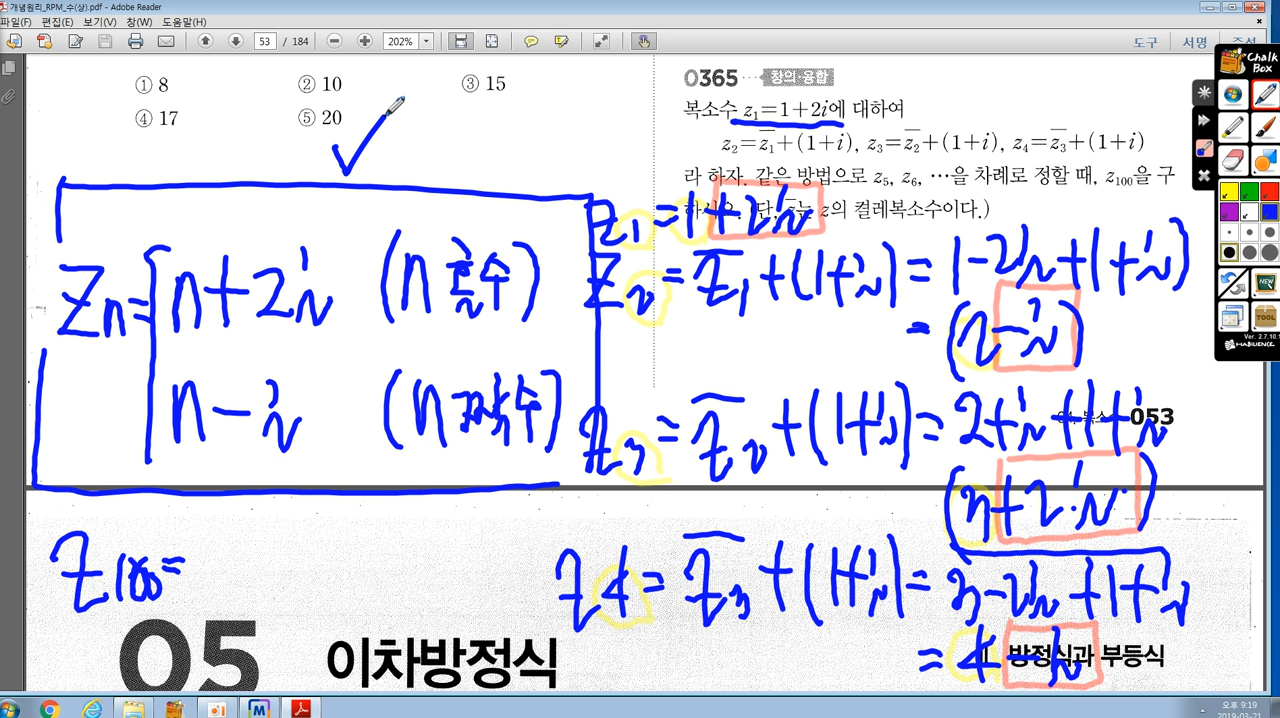 개념원리_RPM_수(상).pdf - Adobe Reader
파일(F) 편집(E) 보기(V) 창(W) 도움말(H)
53 / 184 202% 도구 서명 주석
① 8 ② 10 ③ 15
④ 17 ⑤ 20
0365 창의·융합
복소수 z₁=1+2i에 대하여
z₂=z̄₁+(1+i), z₃=z̄₂+(1+i), z₄=z̄₃+(1+i)
라 하자. 같은 방법으로 z₅, z₆, ⋯을 차례로 정할 때, z₁₀₀을 구
하시오. (단, z̄는 z의 켤레복소수이다.)
z₁=1+2i
z₂=z̄₁+(1+i)=1-2i+1+i
=(2-i)
z₃=z̄₂+(1+i)=2+i+1+i
(3+2i)
z₄=z̄₃+(1+i)=3-2i+1+i
=4-i
zₙ= n+2i (n 홀수)
n-i (n 짝수)
z₁₀₀=
053
05 이차방정식
방정식과 부등식
Chalk Box
NEW
TOOL
Ver. 2.7.10.
HABILIENCE
오후 9:19
2019-03-21